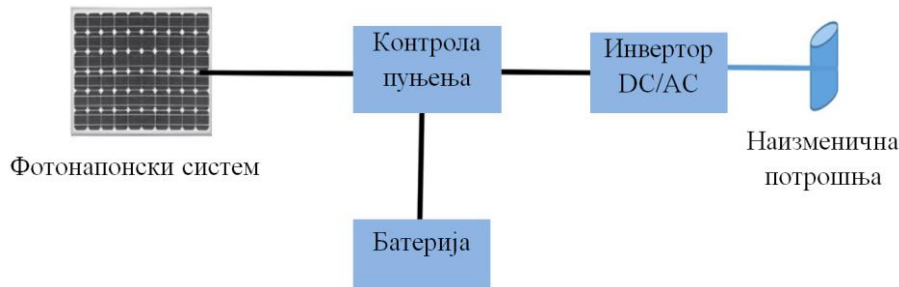 Контрола
пуњења
Инвертор
DC/AC
Фотонапонски систем
Наизменична
потрошња
Батерија